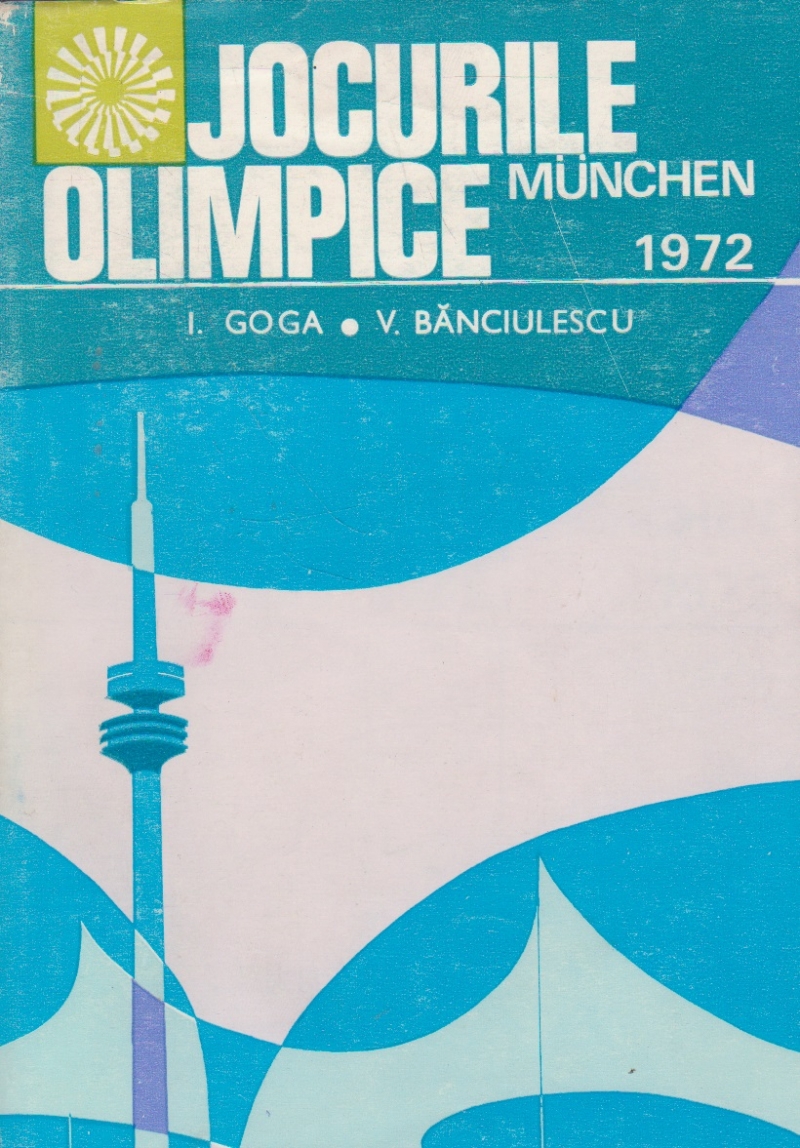 JOCURILE
OLIMPICE MÜNCHEN
1972
I. GOGA ● V. BĂNCIULESCU